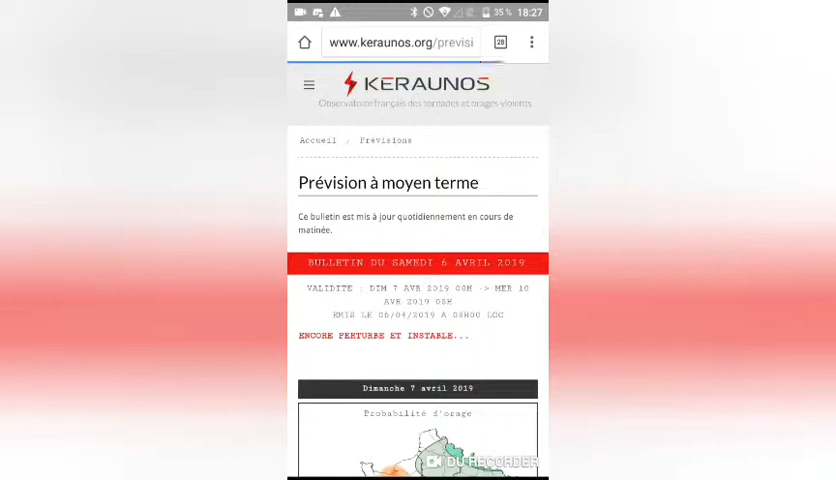 35 % 18:27
www.keraunos.org/previsi
28
KERAUNOS
Observatoire français des tornades et orages violents
Accueil / Prévisions
Prévision à moyen terme
Ce bulletin est mis à jour quotidiennement en cours de
matinée.
BULLETIN DU SAMEDI 6 AVRIL 2019
VALIDITE : DIM 7 AVR 2019 08H -> MER 10
AVR 2019 08H
EMIS LE 06/04/2019 A 08H00 LOC
ENCORE PERTURBE ET INSTABLE...
Dimanche 7 avril 2019
Probabilité d'orage
DU RECORDER